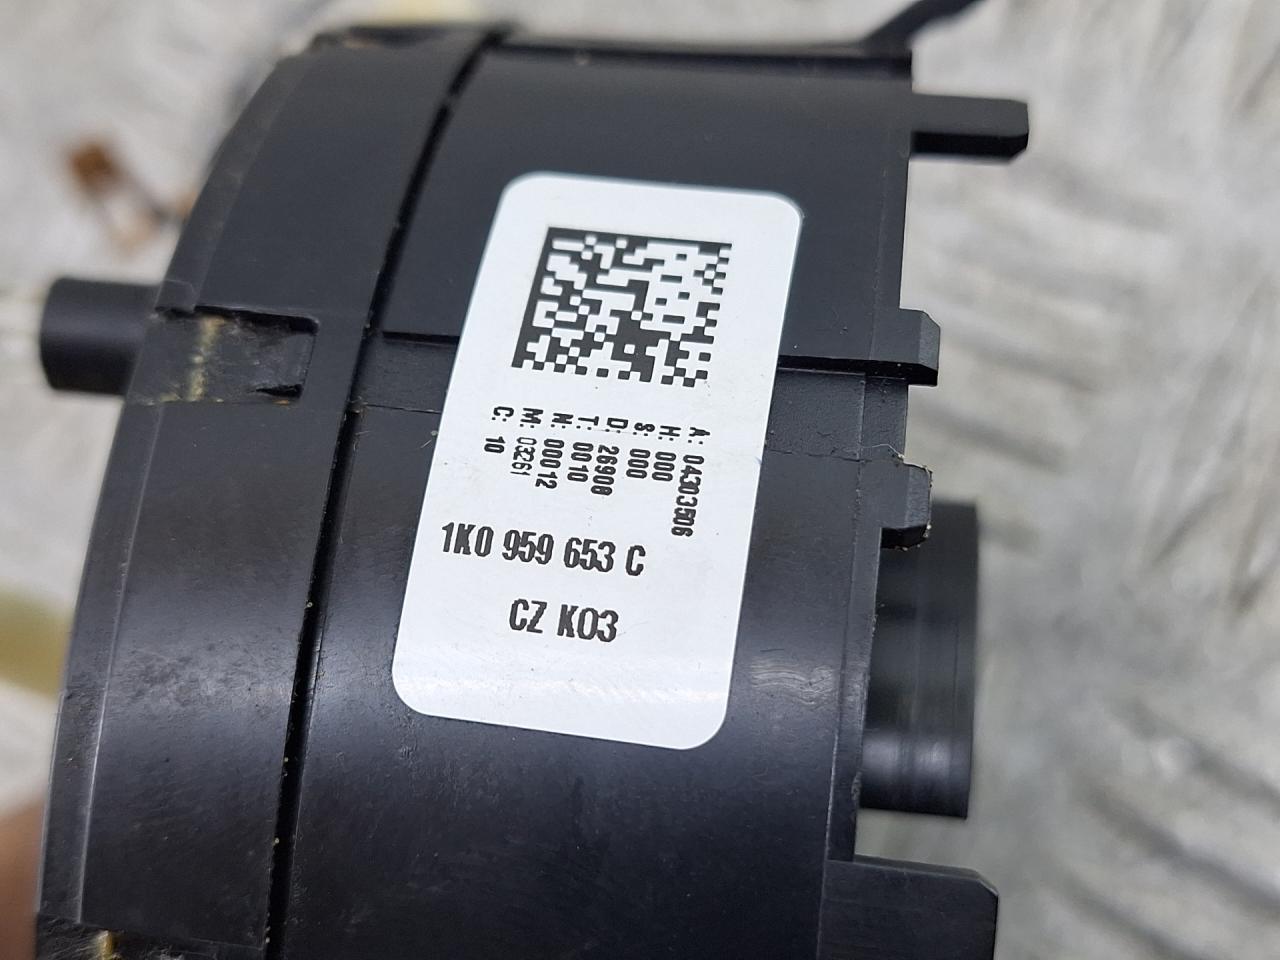 A: 04303506
H: 000
S: 000
D: 26908
T: 0010
N: 00012
M: 03261
C: 10
1K0 959 653 C
CZ K03